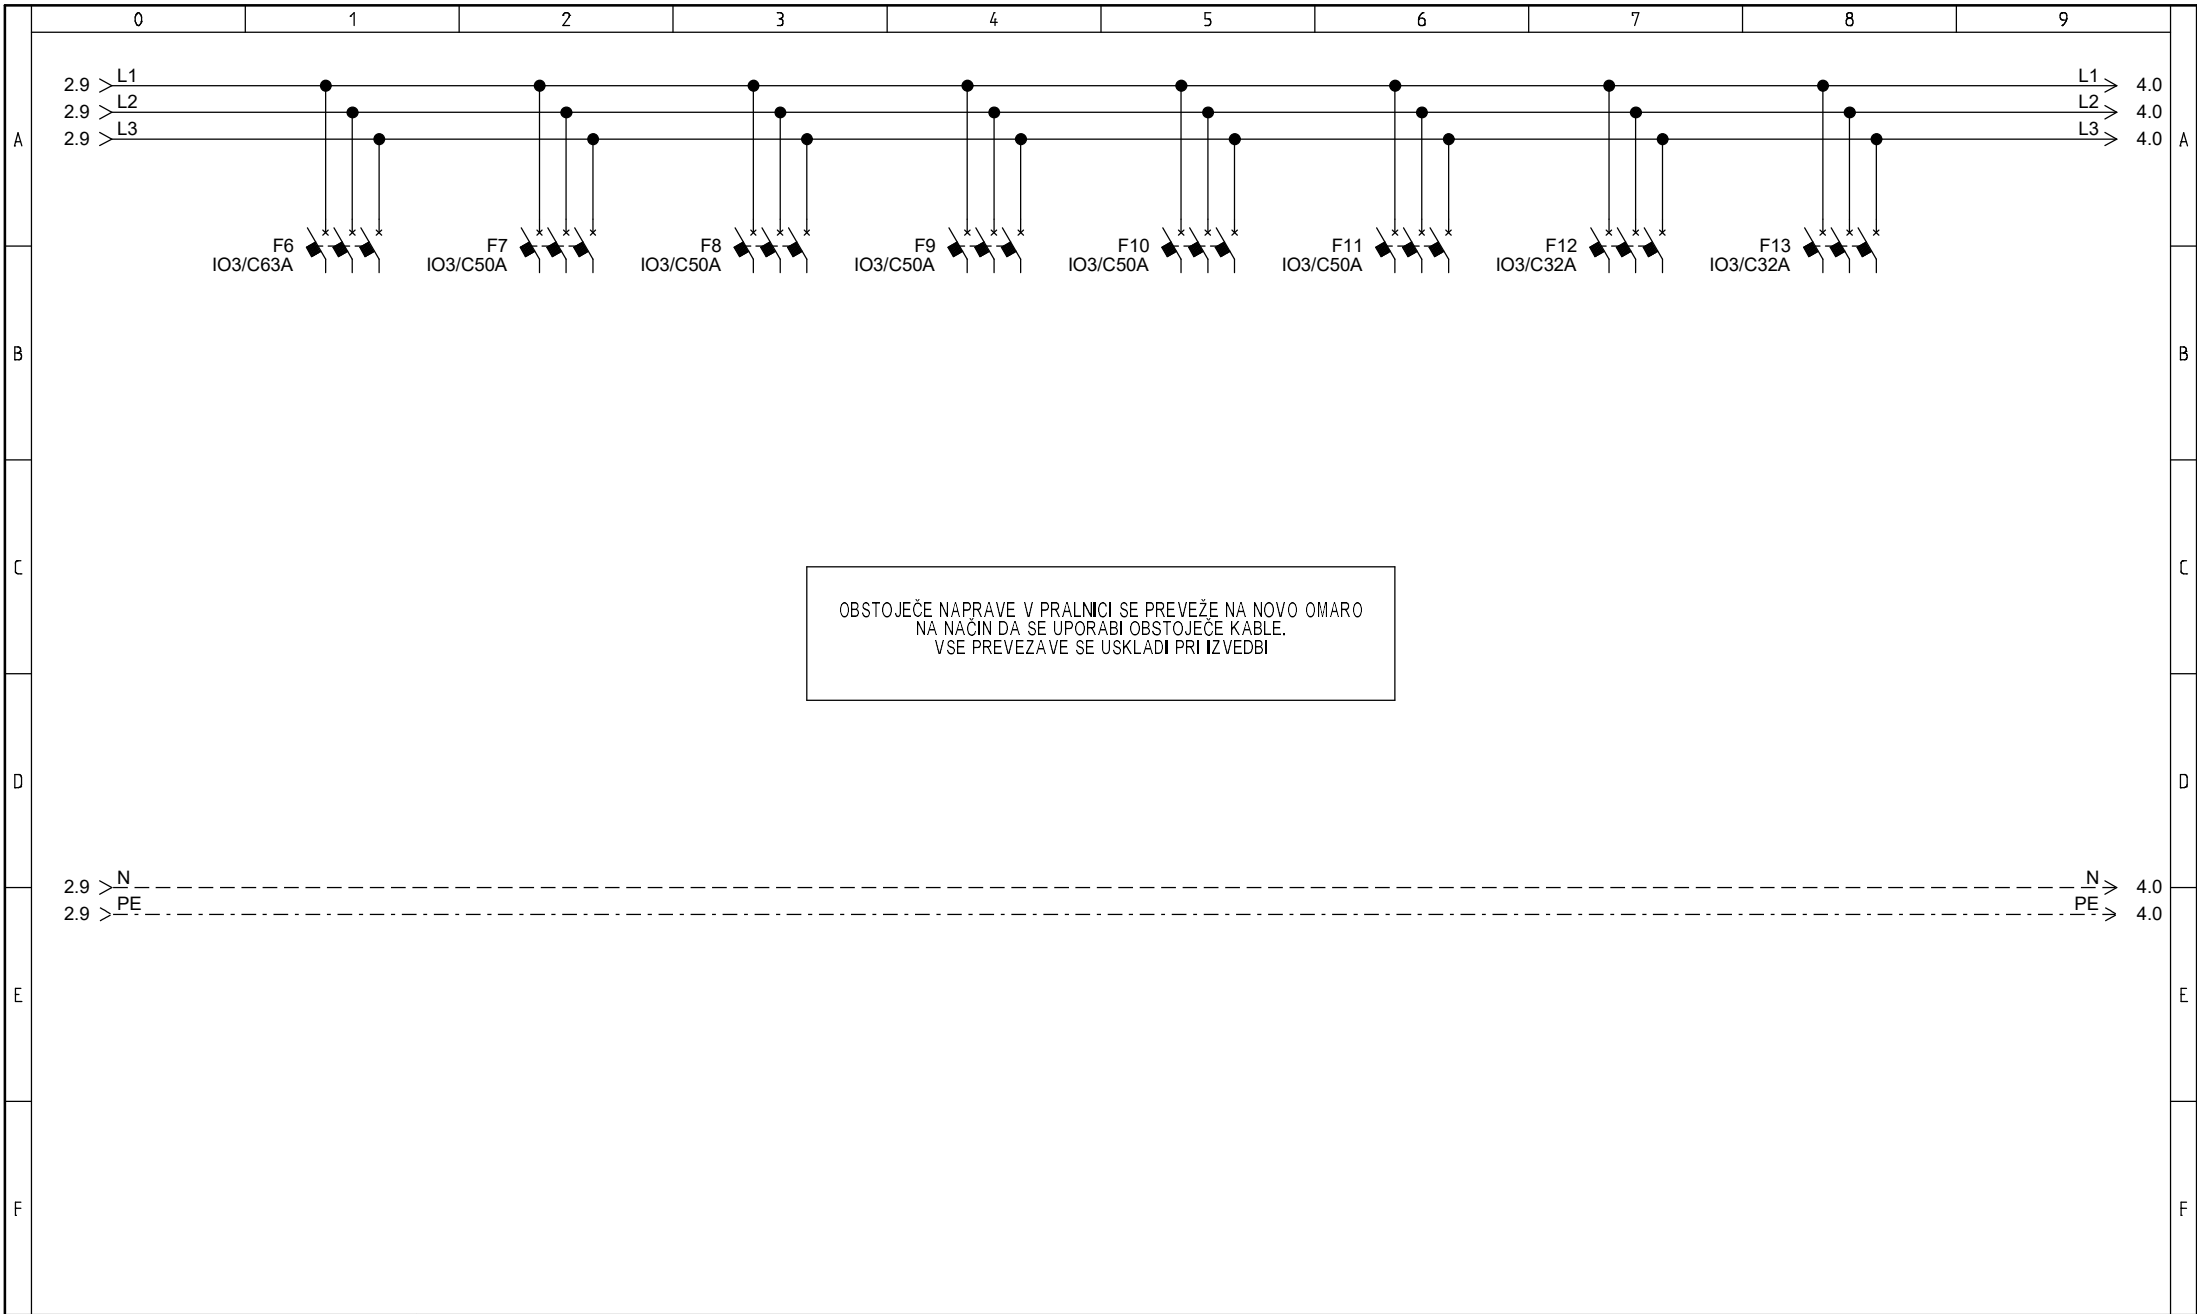 0 1 2 3 4 5 6 7 8 9
2.9 L1 L1 4.0
2.9 L2 L2 4.0
2.9 L3 L3 4.0
A A
F6 F7 F8 F9 F10 F11 F12 F13
IO3/C63A IO3/C50A IO3/C50A IO3/C50A IO3/C50A IO3/C50A IO3/C32A IO3/C32A
B B
C C
OBSTOJEČE NAPRAVE V PRALNICI SE PREVEŽE NA NOVO OMARO
NA NAČIN DA SE UPORABI OBSTOJEČE KABLE.
VSE PREVEZAVE SE USKLADI PRI IZVEDBI
D D
2.9 N N 4.0
2.9 PE PE 4.0
E E
F F